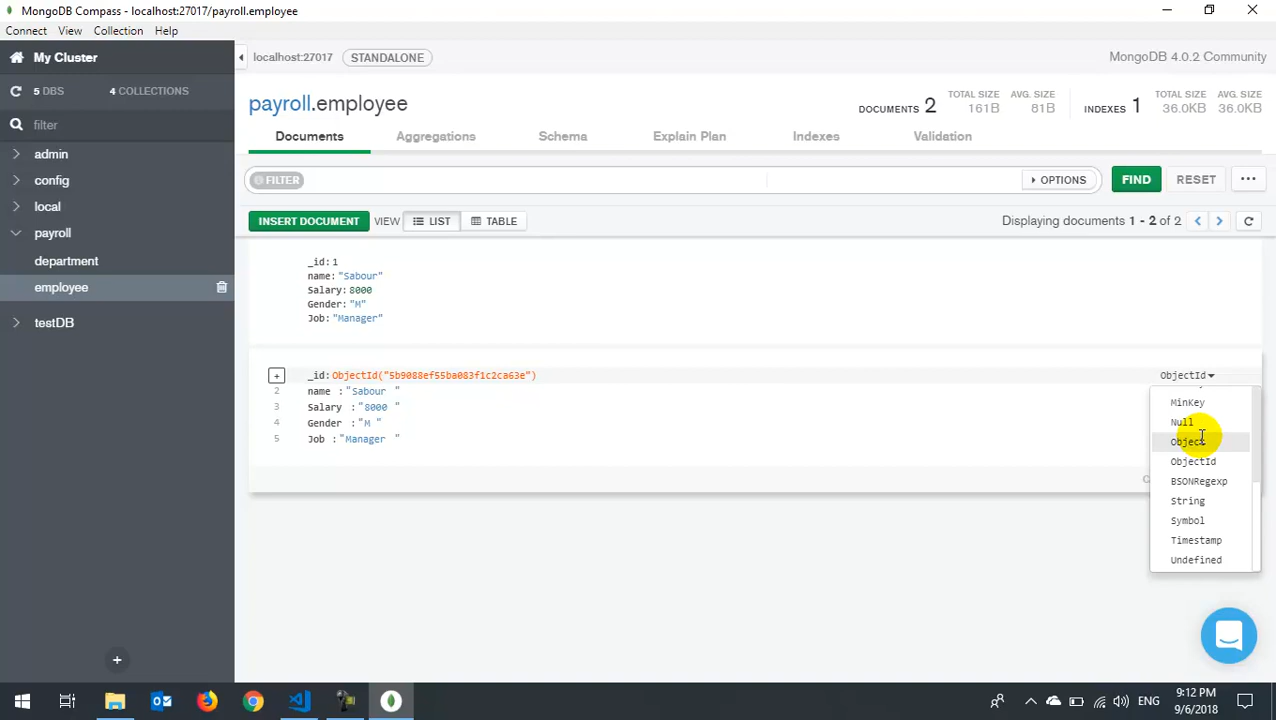 MongoDB Compass - localhost:27017/payroll.employee
Connect View Collection Help
My Cluster
localhost:27017 STANDALONE
MongoDB 4.0.2 Community
5 DBS 4 COLLECTIONS
filter
admin
config
local
payroll
department
employee
testDB
payroll.employee
DOCUMENTS 2 TOTAL SIZE 161B AVG. SIZE 81B INDEXES 1 TOTAL SIZE 36.0KB AVG. SIZE 36.0KB
Documents Aggregations Schema Explain Plan Indexes Validation
FILTER OPTIONS FIND RESET ...
INSERT DOCUMENT VIEW LIST TABLE Displaying documents 1 - 2 of 2
_id: 1
name: "Sabour"
Salary: 8000
Gender: "M"
Job: "Manager"
_id: ObjectId("5b9088ef55ba083f1c2ca63e") ObjectId
2 name : "Sabour "
3 Salary : "8000 "
4 Gender : "M "
5 Job : "Manager "
MinKey
Null
Object
ObjectId
BSONRegexp
String
Symbol
Timestamp
Undefined
ENG
9:12 PM
9/6/2018